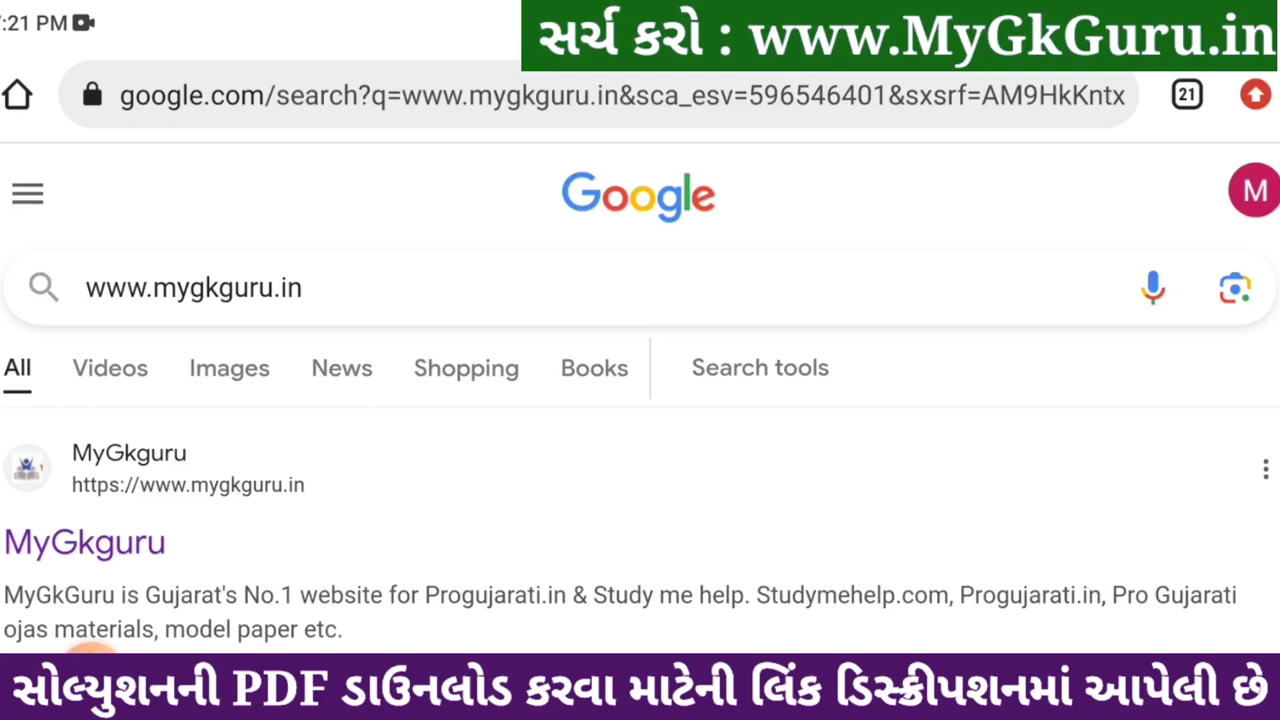 :21 PM
સર્ચ કરો : www.MyGkGuru.in
google.com/search?q=www.mygkguru.in&sca_esv=596546401&sxsrf=AM9HkKntx
21
Google
M
www.mygkguru.in
All Videos Images News Shopping Books Search tools
MyGkguru
https://www.mygkguru.in
MyGkguru
MyGkGuru is Gujarat's No.1 website for Progujarati.in & Study me help. Studymehelp.com, Progujarati.in, Pro Gujarati
ojas materials, model paper etc.
સોલ્યુશનની PDF ડાઉનલોડ કરવા માટેની લિંક ડિસ્ક્રીપશનમાં આપેલી છે